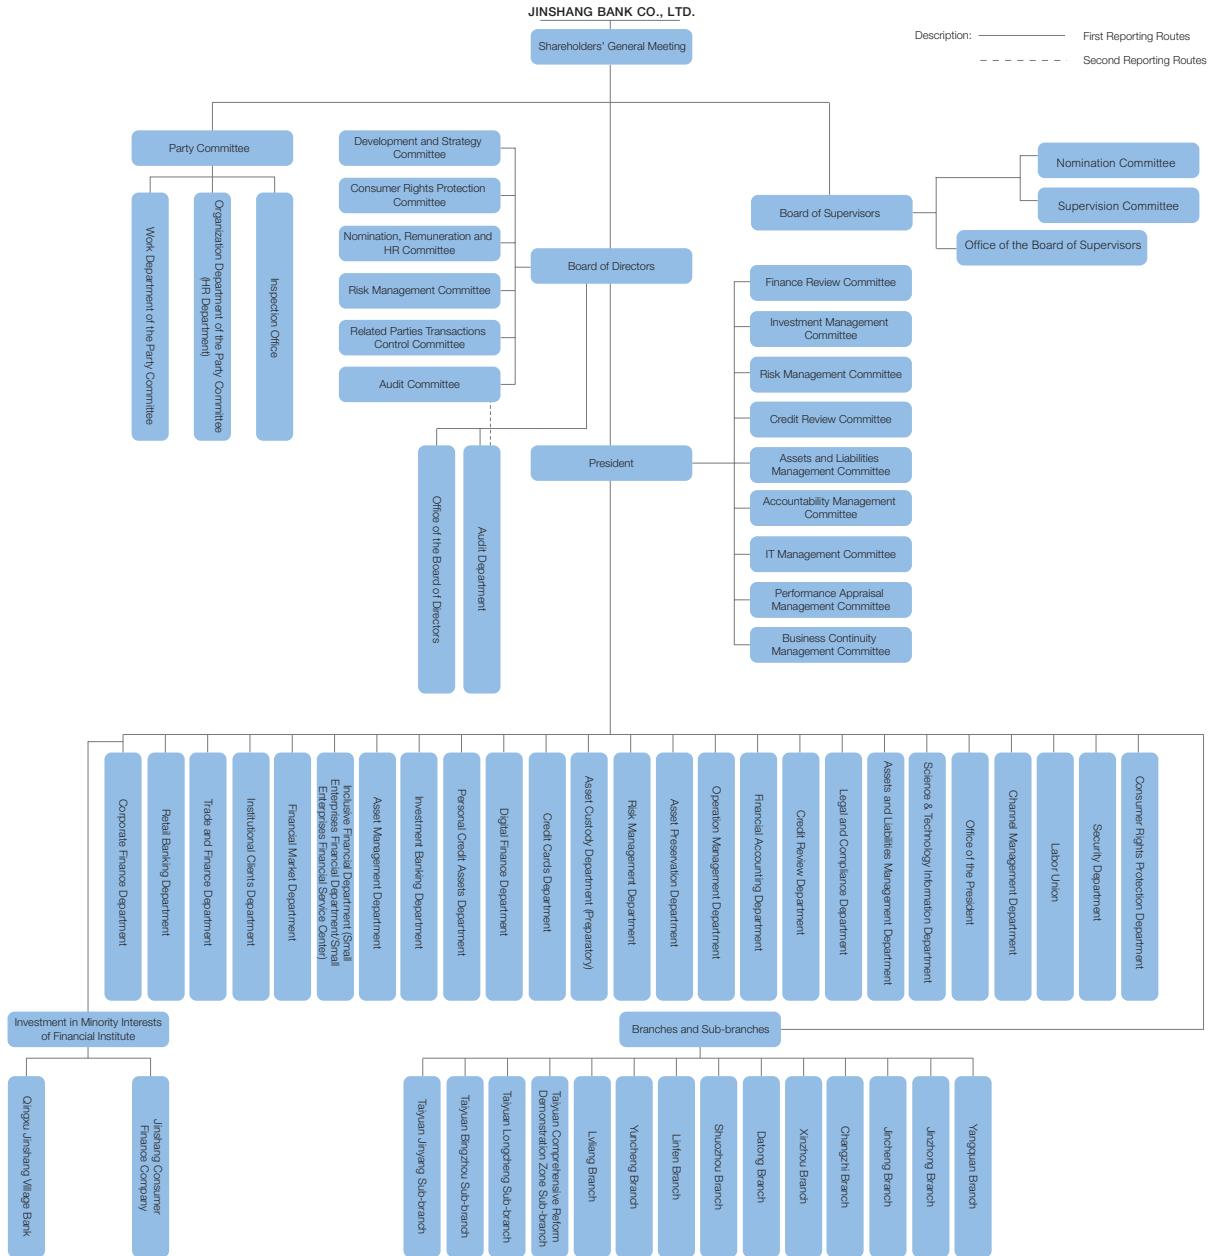 JINSHANG BANK CO., LTD.
Shareholders' General Meeting
Description:
First Reporting Routes
Second Reporting Routes
Party Committee
Work Department of the Party Committee
Organization Department of the Party Committee
(HR Department)
Inspection Office
Development and Strategy
Committee
Consumer Rights Protection
Committee
Nomination, Remuneration and
HR Committee
Risk Management Committee
Related Parties Transactions
Control Committee
Audit Committee
Board of Directors
Board of Supervisors
Nomination Committee
Supervision Committee
Office of the Board of Supervisors
Finance Review Committee
Investment Management
Committee
Risk Management Committee
Credit Review Committee
Assets and Liabilities
Management Committee
Accountability Management
Committee
IT Management Committee
Performance Appraisal
Management Committee
Business Continuity
Management Committee
President
Office of the Board of Directors
Audit Department
Corporate Finance Department
Retail Banking Department
Trade and Finance Department
Institutional Clients Department
Financial Market Department
Inclusive Financial Department (Small
Enterprises Financial Department/Small
Enterprises Financial Service Center)
Asset Management Department
Investment Banking Department
Personal Credit Assets Department
Digital Finance Department
Credit Cards Department
Asset Custody Department (Preparatory)
Risk Management Department
Asset Preservation Department
Operation Management Department
Financial Accounting Department
Credit Review Department
Legal and Compliance Department
Assets and Liabilities Management Department
Science & Technology Information Department
Office of the President
Channel Management Department
Labor Union
Security Department
Consumer Rights Protection Department
Investment in Minority Interests
of Financial Institute
Qingxu Jinshang Village Bank
Jinshang Consumer
Finance Company
Branches and Sub-branches
Taiyuan Jinyang Sub-branch
Taiyuan Bingzhou Sub-branch
Taiyuan Longcheng Sub-branch
Taiyuan Comprehensive Reform
Demonstration Zone Sub-branch
Lvliang Branch
Yuncheng Branch
Linfen Branch
Shuozhou Branch
Datong Branch
Xinzhou Branch
Changzhi Branch
Jincheng Branch
Jinzhong Branch
Yangquan Branch